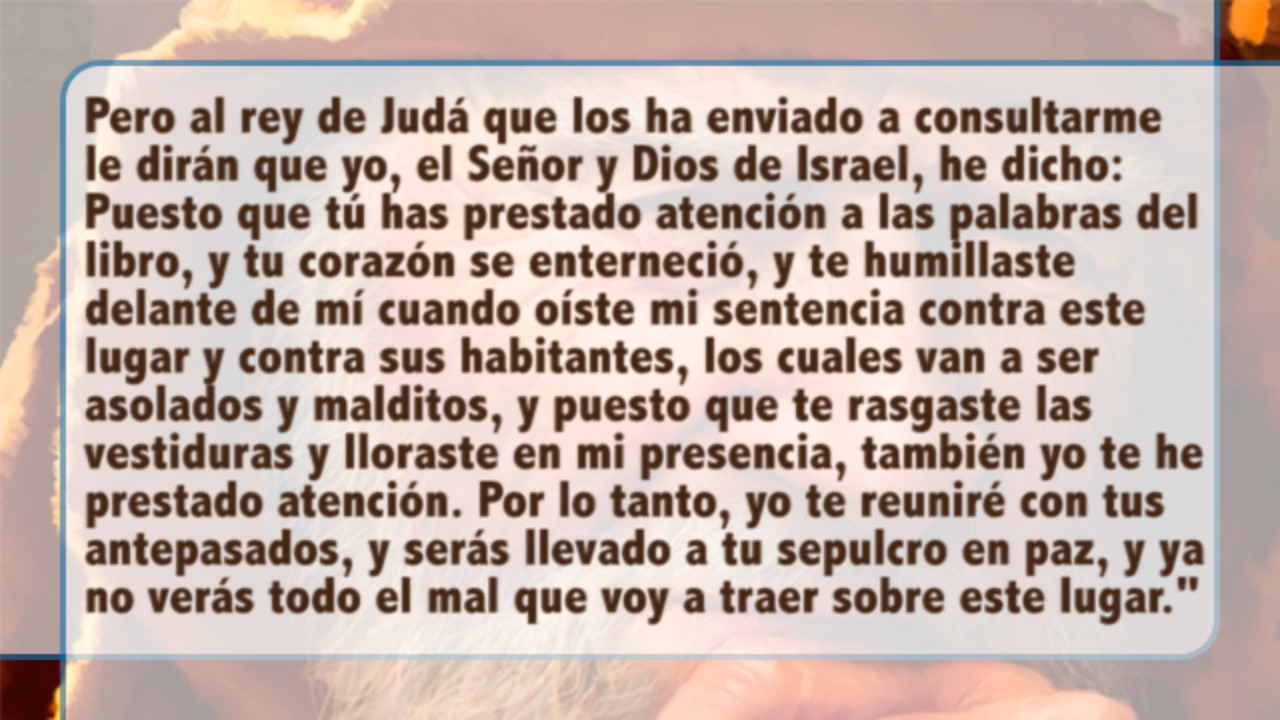 Pero al rey de Judá que los ha enviado a consultarme
le dirán que yo, el Señor y Dios de Israel, he dicho:
Puesto que tú has prestado atención a las palabras del
libro, y tu corazón se enterneció, y te humillaste
delante de mí cuando oíste mi sentencia contra este
lugar y contra sus habitantes, los cuales van a ser
asolados y malditos, y puesto que te rasgaste las
vestiduras y lloraste en mi presencia, también yo te he
prestado atención. Por lo tanto, yo te reuniré con tus
antepasados, y serás llevado a tu sepulcro en paz, y ya
no verás todo el mal que voy a traer sobre este lugar."